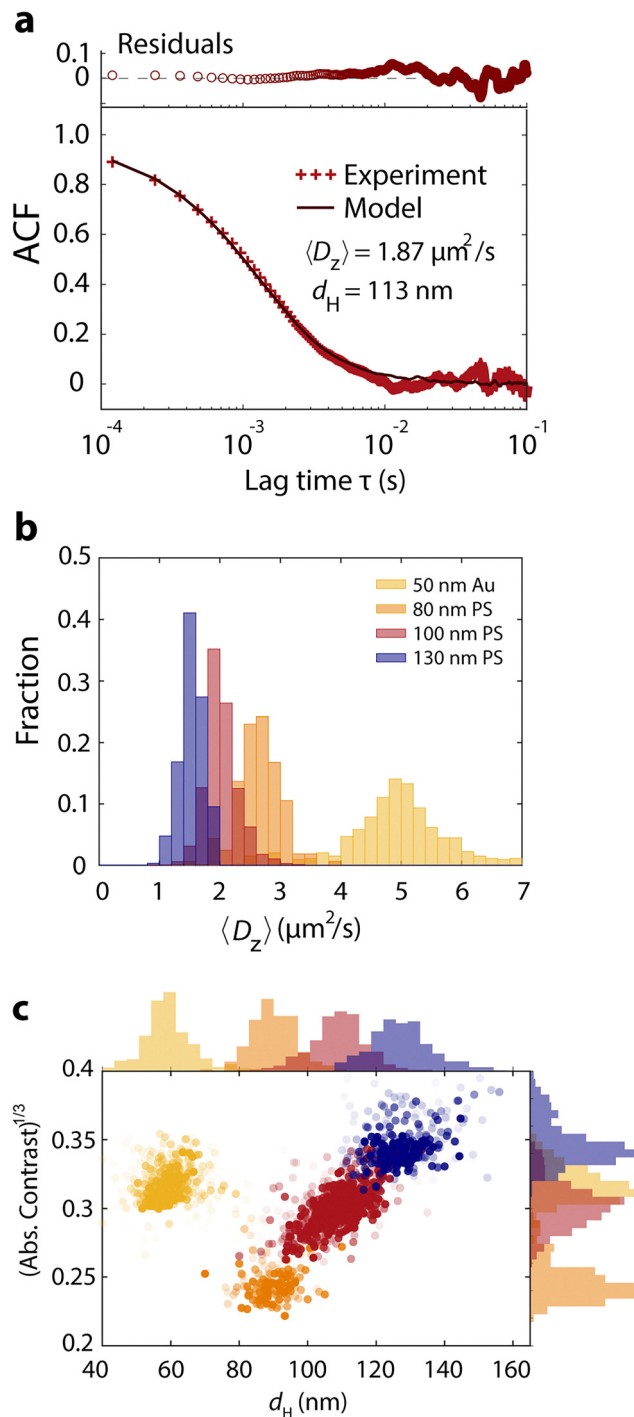 a
Residuals
0.1
0
1.0
0.8
0.6
0.4
0.2
0
ACF
Experiment
Model
⟨D_z⟩ = 1.87 μm²/s
d_H = 113 nm
10⁻⁴ 10⁻³ 10⁻² 10⁻¹
Lag time τ (s)
b
0.5
0.4
0.3
0.2
0.1
0
Fraction
50 nm Au
80 nm PS
100 nm PS
130 nm PS
0 1 2 3 4 5 6 7
⟨D_z⟩ (μm²/s)
c
0.4
0.35
0.3
0.25
0.2
(Abs. Contrast)^1/3
40 60 80 100 120 140 160
d_H (nm)